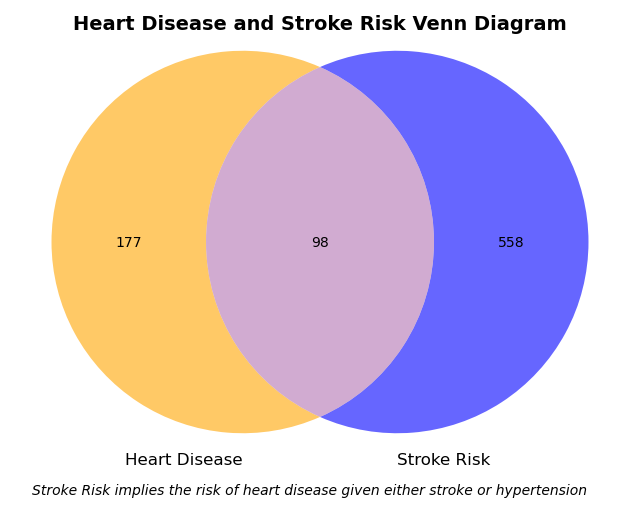 Heart Disease and Stroke Risk Venn Diagram
177 98 558
Heart Disease Stroke Risk
Stroke Risk implies the risk of heart disease given either stroke or hypertension